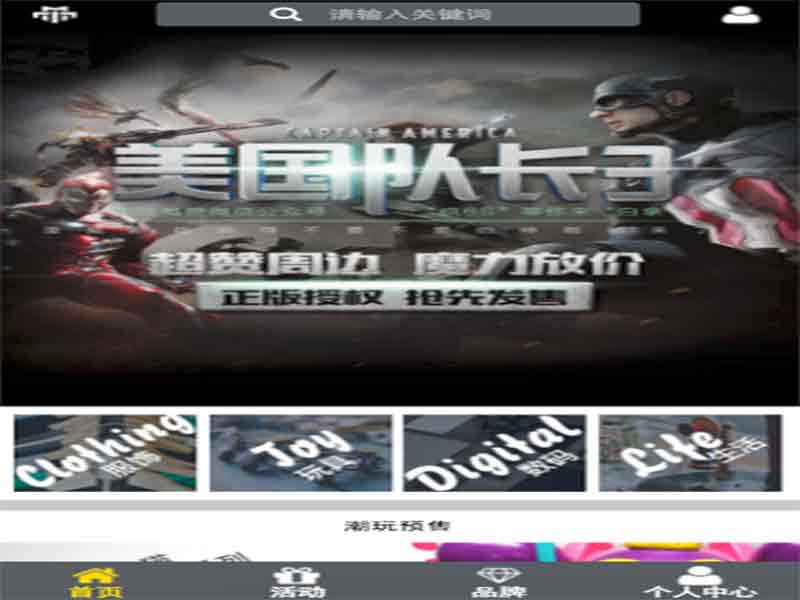 请输入关键词
CAPTAIN AMERICA
美国队长3
超赞周边 魔力放价
正版授权 抢先发售
Clothing
服饰
Joy
玩具
Digital
数码
Life
生活
潮玩预售
首页
活动
品牌
个人中心